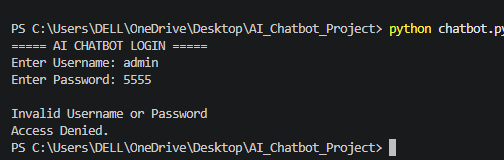 PS C:\Users\DELL\OneDrive\Desktop\AI_Chatbot_Project> python chatbot.py
===== AI CHATBOT LOGIN =====
Enter Username: admin
Enter Password: 5555
Invalid Username or Password
Access Denied.
PS C:\Users\DELL\OneDrive\Desktop\AI_Chatbot_Project>